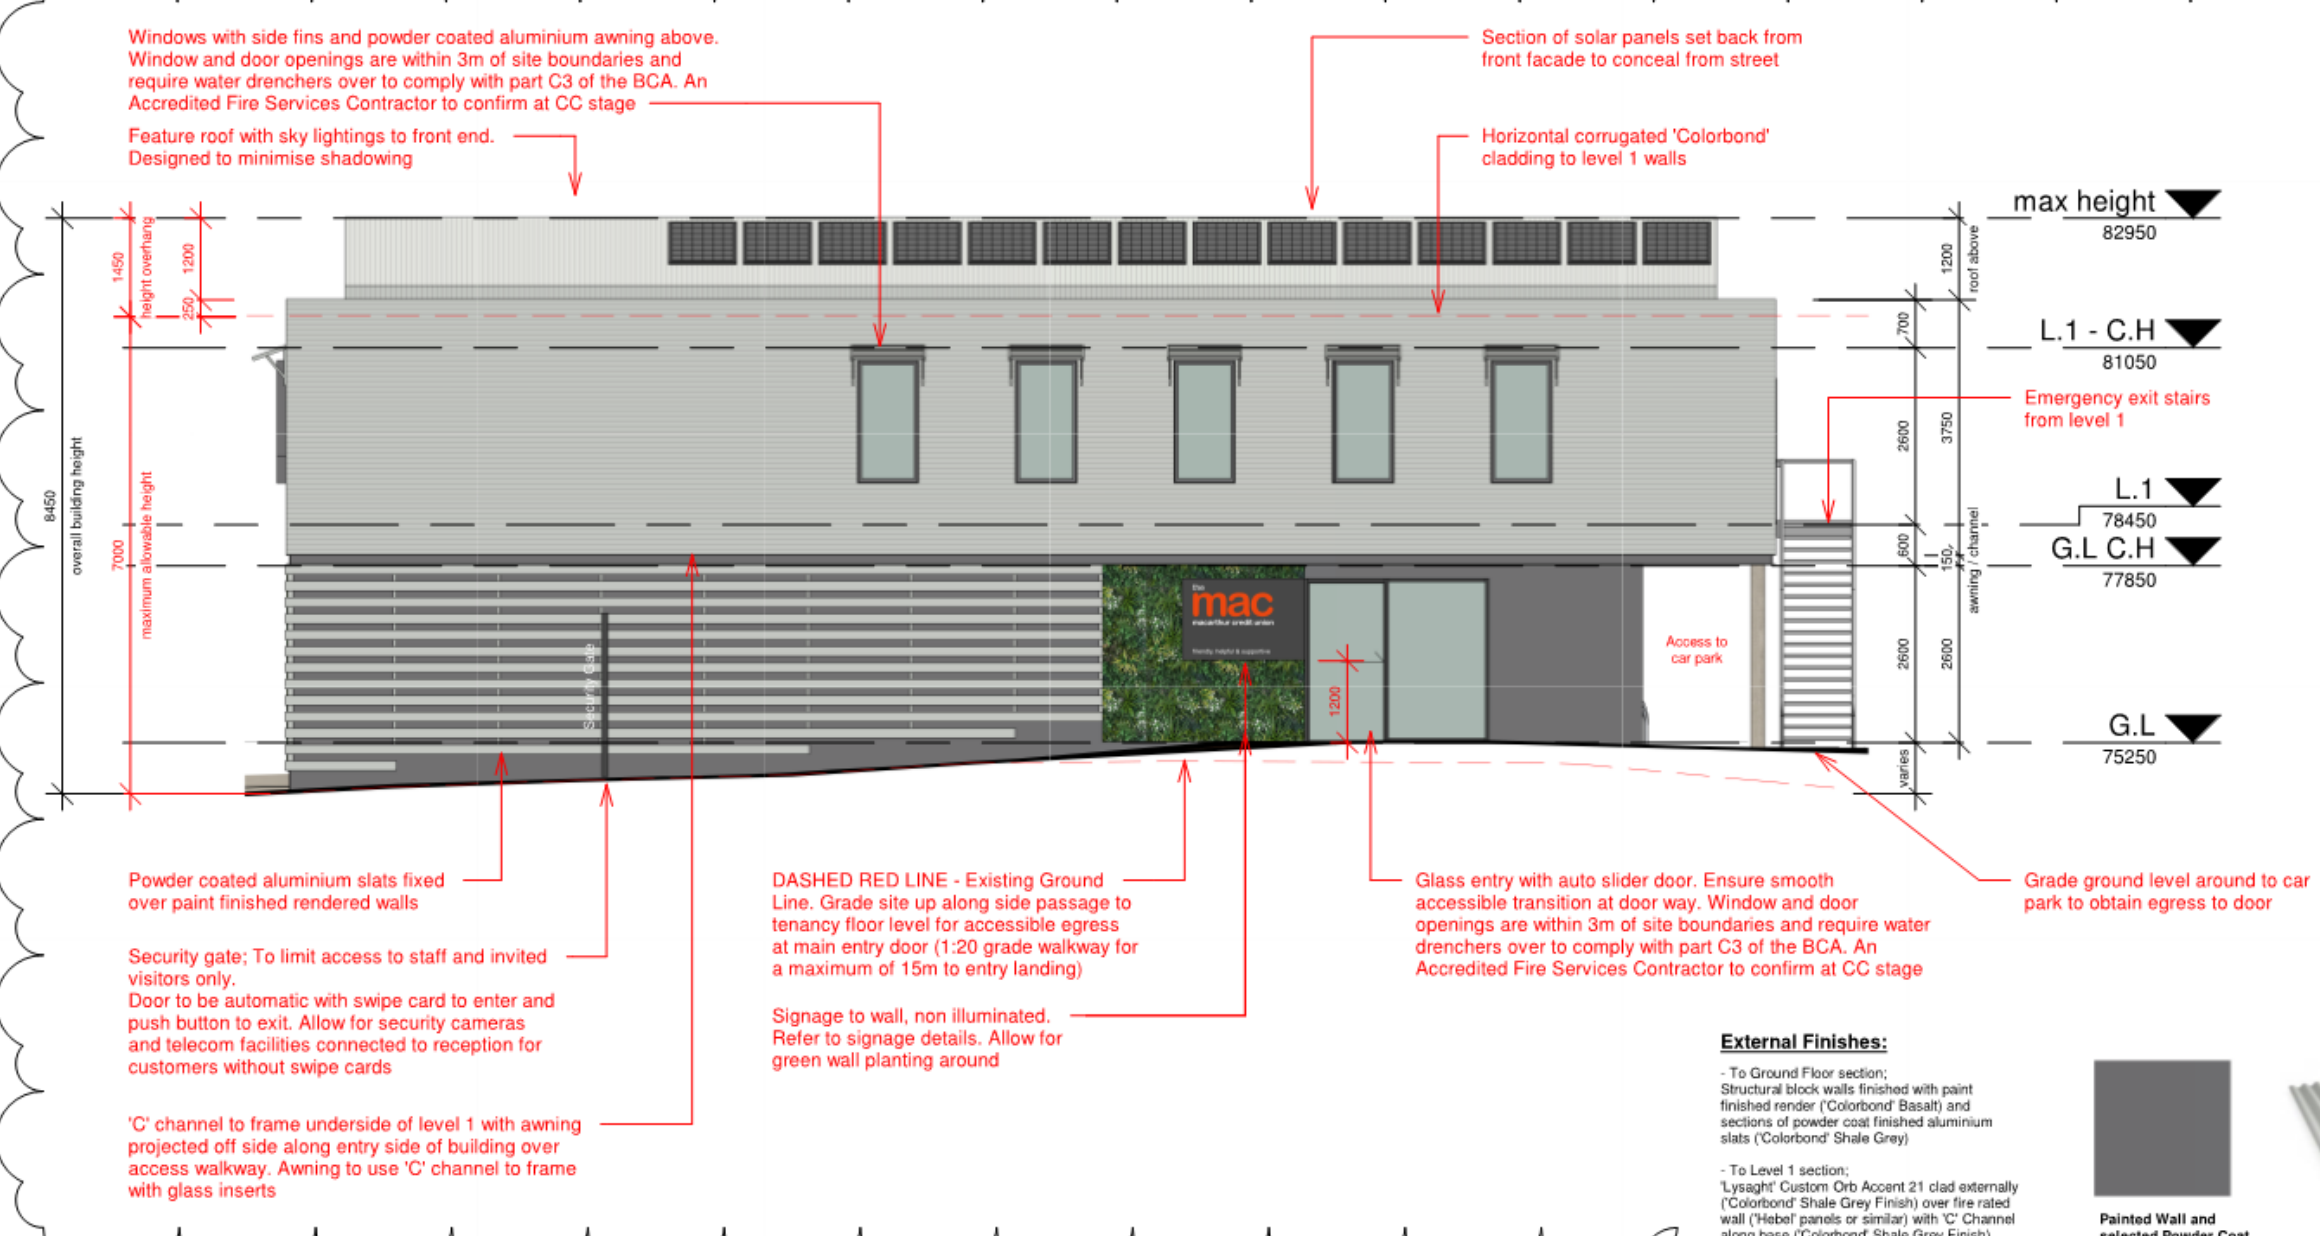 Windows with side fins and powder coated aluminium awning above.
Window and door openings are within 3m of site boundaries and
require water drenchers over to comply with part C3 of the BCA. An
Accredited Fire Services Contractor to confirm at CC stage
Feature roof with sky lightings to front end.
Designed to minimise shadowing
Section of solar panels set back from
front facade to conceal from street
Horizontal corrugated 'Colorbond'
cladding to level 1 walls
max height
82950
L.1 - C.H
81050
Emergency exit stairs
from level 1
L.1
78450
G.L C.H
77850
G.L
75250
8450
overall building height
1450
height overhang
1200
250
7000
maximum allowable height
1200
roof above
700
2600
3750
600
150
awning / channel
2600
2600
varies
Security Gate
the
mac
macarthur credit union
friendly, helpful & supportive
1200
Access to
car park
Powder coated aluminium slats fixed
over paint finished rendered walls
Security gate; To limit access to staff and invited
visitors only.
Door to be automatic with swipe card to enter and
push button to exit. Allow for security cameras
and telecom facilities connected to reception for
customers without swipe cards
'C' channel to frame underside of level 1 with awning
projected off side along entry side of building over
access walkway. Awning to use 'C' channel to frame
with glass inserts
DASHED RED LINE - Existing Ground
Line. Grade site up along side passage to
tenancy floor level for accessible egress
at main entry door (1:20 grade walkway for
a maximum of 15m to entry landing)
Signage to wall, non illuminated.
Refer to signage details. Allow for
green wall planting around
Glass entry with auto slider door. Ensure smooth
accessible transition at door way. Window and door
openings are within 3m of site boundaries and require water
drenchers over to comply with part C3 of the BCA. An
Accredited Fire Services Contractor to confirm at CC stage
Grade ground level around to car
park to obtain egress to door
External Finishes:
- To Ground Floor section;
Structural block walls finished with paint
finished render ('Colorbond' Basalt) and
sections of powder coat finished aluminium
slats ('Colorbond' Shale Grey)
- To Level 1 section;
'Lysaght' Custom Orb Accent 21 clad externally
('Colorbond' Shale Grey Finish) over fire rated
wall ('Hebel' panels or similar) with 'C' Channel
along base ('Colorbond' Shale Grey Finish)
Painted Wall and
selected Powder Coat